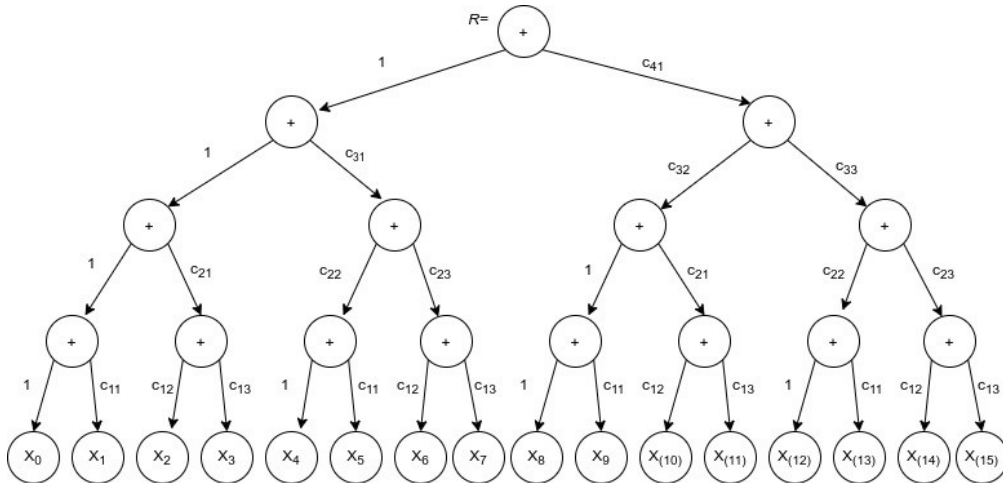 R= +
1 c₄₁
+ +
1 c₃₁ c₃₂ c₃₃
+ + + +
1 c₂₁ c₂₂ c₂₃ 1 c₂₁ c₂₂ c₂₃
+ + + + + + + +
1 c₁₁ c₁₂ c₁₃ 1 c₁₁ c₁₂ c₁₃ 1 c₁₁ c₁₂ c₁₃ 1 c₁₁ c₁₂ c₁₃
X₀ X₁ X₂ X₃ X₄ X₅ X₆ X₇ X₈ X₉ X₍₁₀₎ X₍₁₁₎ X₍₁₂₎ X₍₁₃₎ X₍₁₄₎ X₍₁₅₎